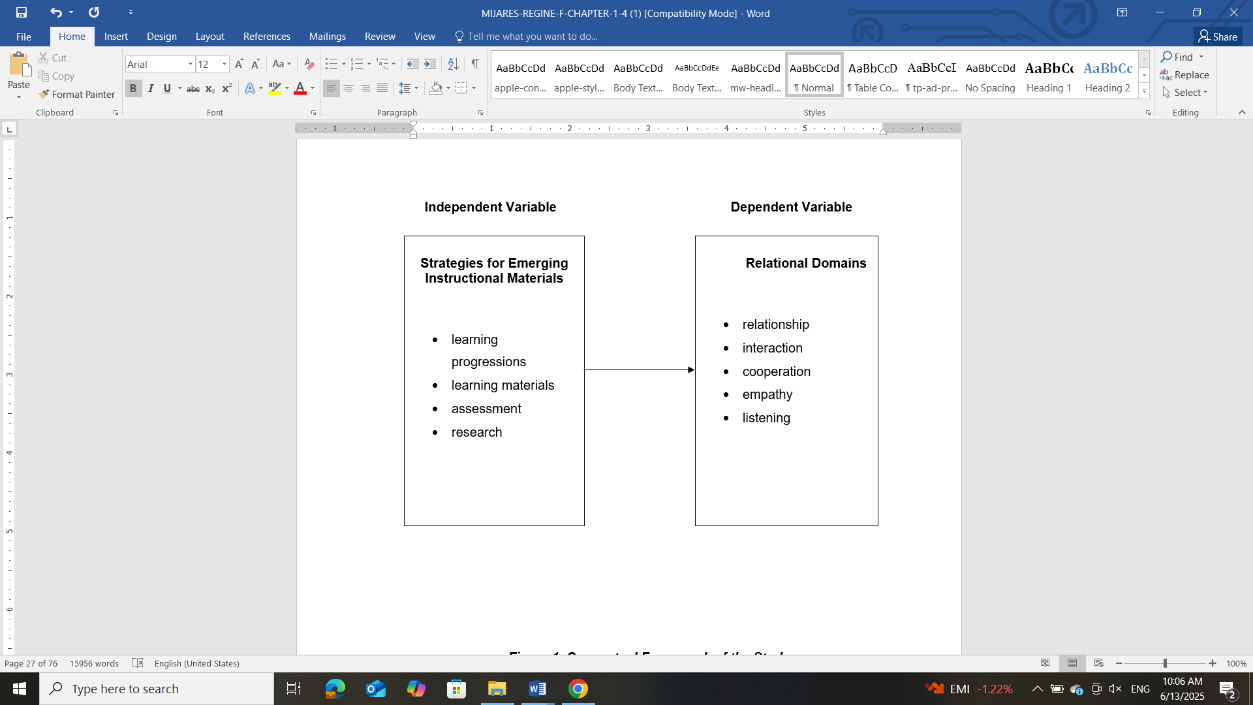 MIJARES-REGINE-F-CHAPTER-1-4 (1) [Compatibility Mode] - Word
File Home Insert Design Layout References Mailings Review View Tell me what you want to do... Share
Paste
Cut
Copy
Format Painter
Clipboard
Arial 12
Font
Paragraph
AaBbCcDd AaBbCcDd AaBbCcDd AaBbCcDdEe AaBbCcDd AaBbCcDd AaBbCcD AaBbCcI AaBbCcDd AaBbCc AaBbCc
apple-con... apple-styl... Body Text... Body Text... mw-headl... ¶ Normal ¶ Table Co... ¶ tp-ad-pr... No Spacing Heading 1 Heading 2
Styles
Find
Replace
Select
Editing
Independent Variable
Dependent Variable
Strategies for Emerging
Instructional Materials
• learning
progressions
• learning materials
• assessment
• research
Relational Domains
• relationship
• interaction
• cooperation
• empathy
• listening
Page 27 of 76 15956 words English (United States) 100%
Type here to search
EMI -1.22%
ENG
10:06 AM
6/13/2025
2